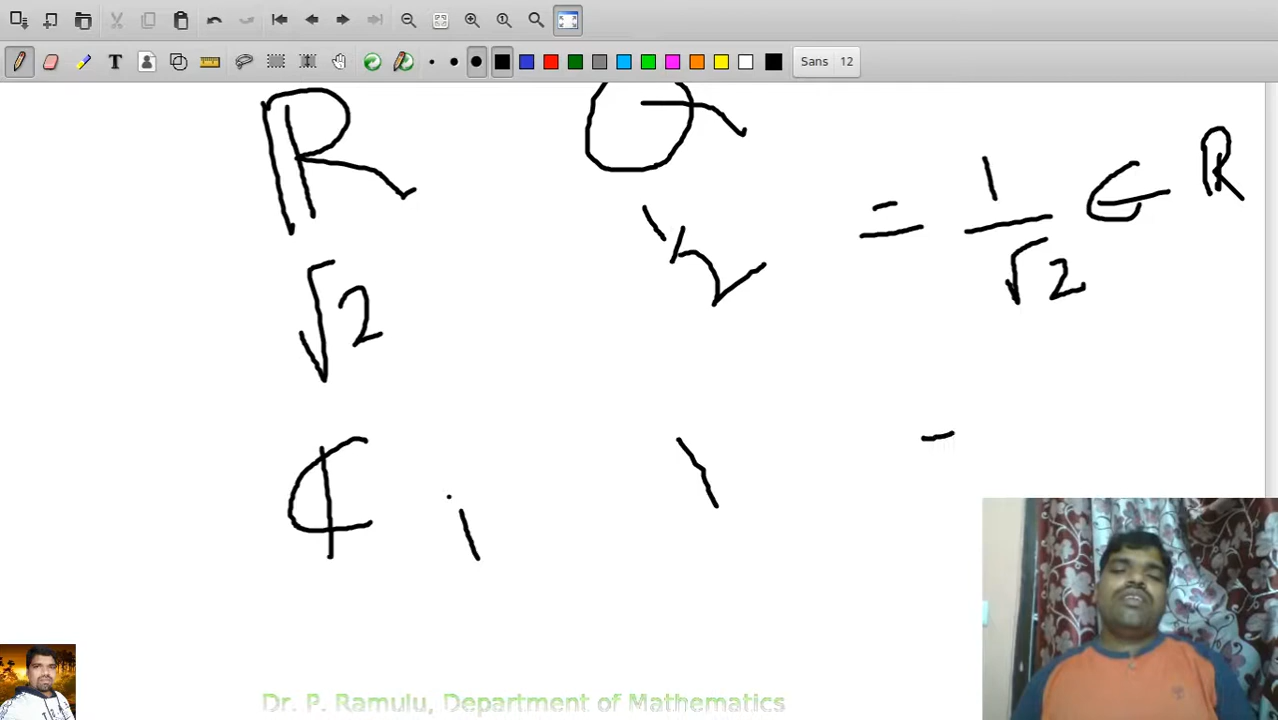 Sans 12
ℝ Q
½ = 1/√2 ∈ ℝ
√2
ℂ i 1 =
Dr. P. Ramulu, Department of Mathematics